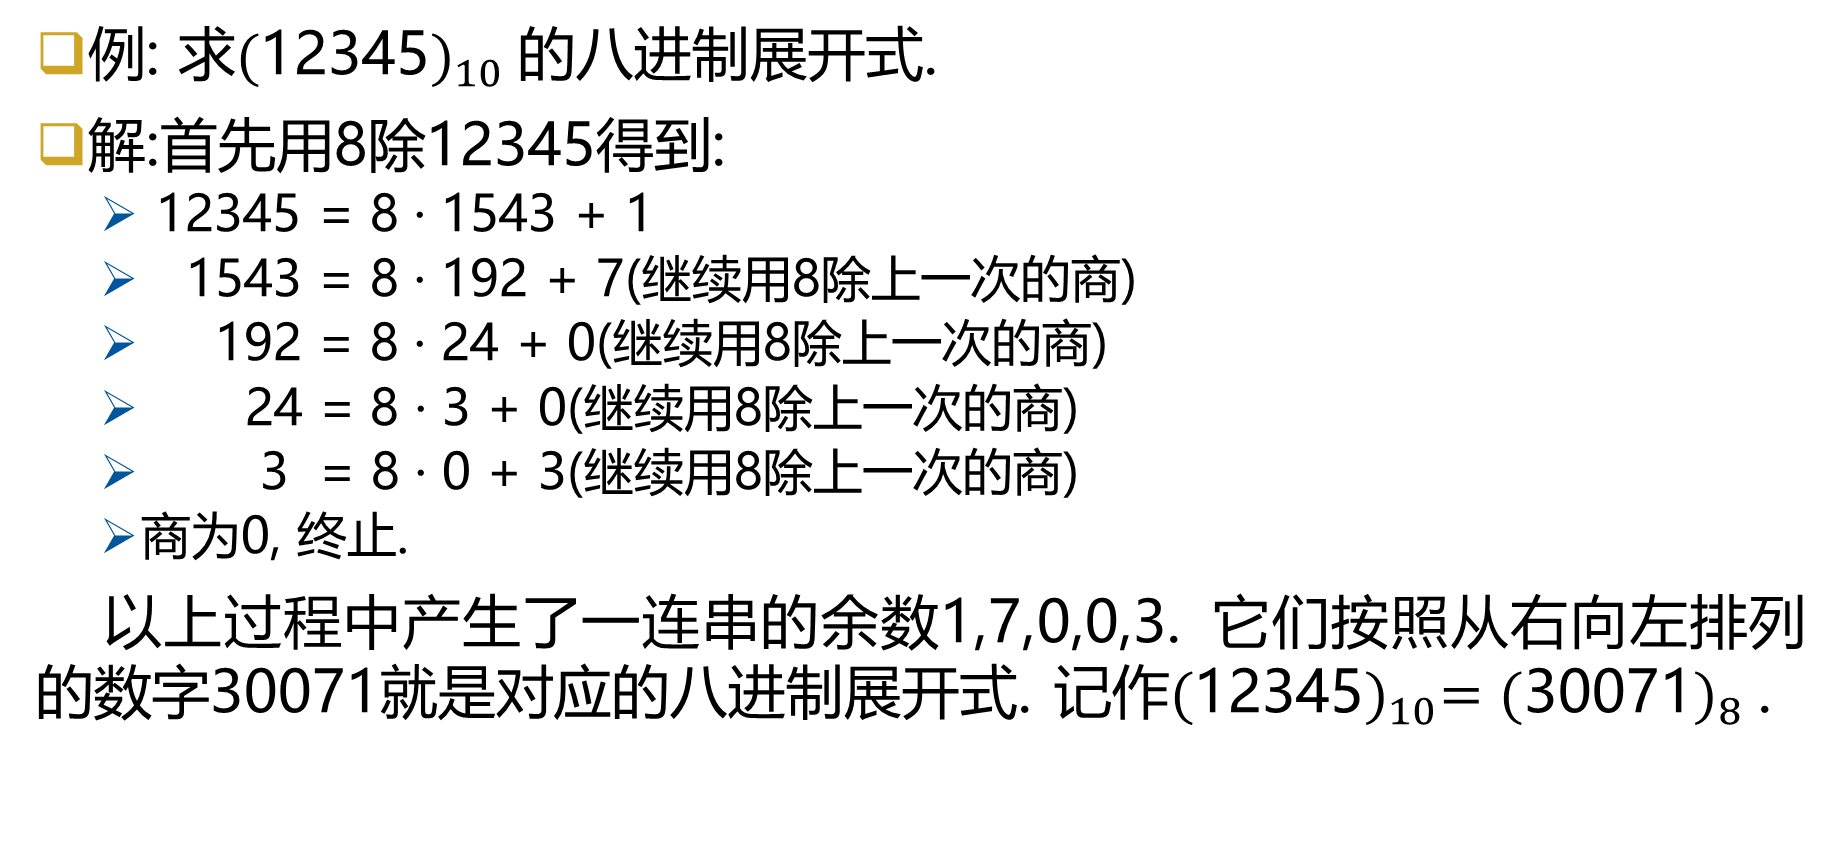 例: 求(12345)₁₀ 的八进制展开式.
解:首先用8除12345得到:
12345 = 8 · 1543 + 1
1543 = 8 · 192 + 7(继续用8除上一次的商)
192 = 8 · 24 + 0(继续用8除上一次的商)
24 = 8 · 3 + 0(继续用8除上一次的商)
3 = 8 · 0 + 3(继续用8除上一次的商)
商为0, 终止.
以上过程中产生了一连串的余数1,7,0,0,3. 它们按照从右向左排列
的数字30071就是对应的八进制展开式. 记作(12345)₁₀= (30071)₈ .